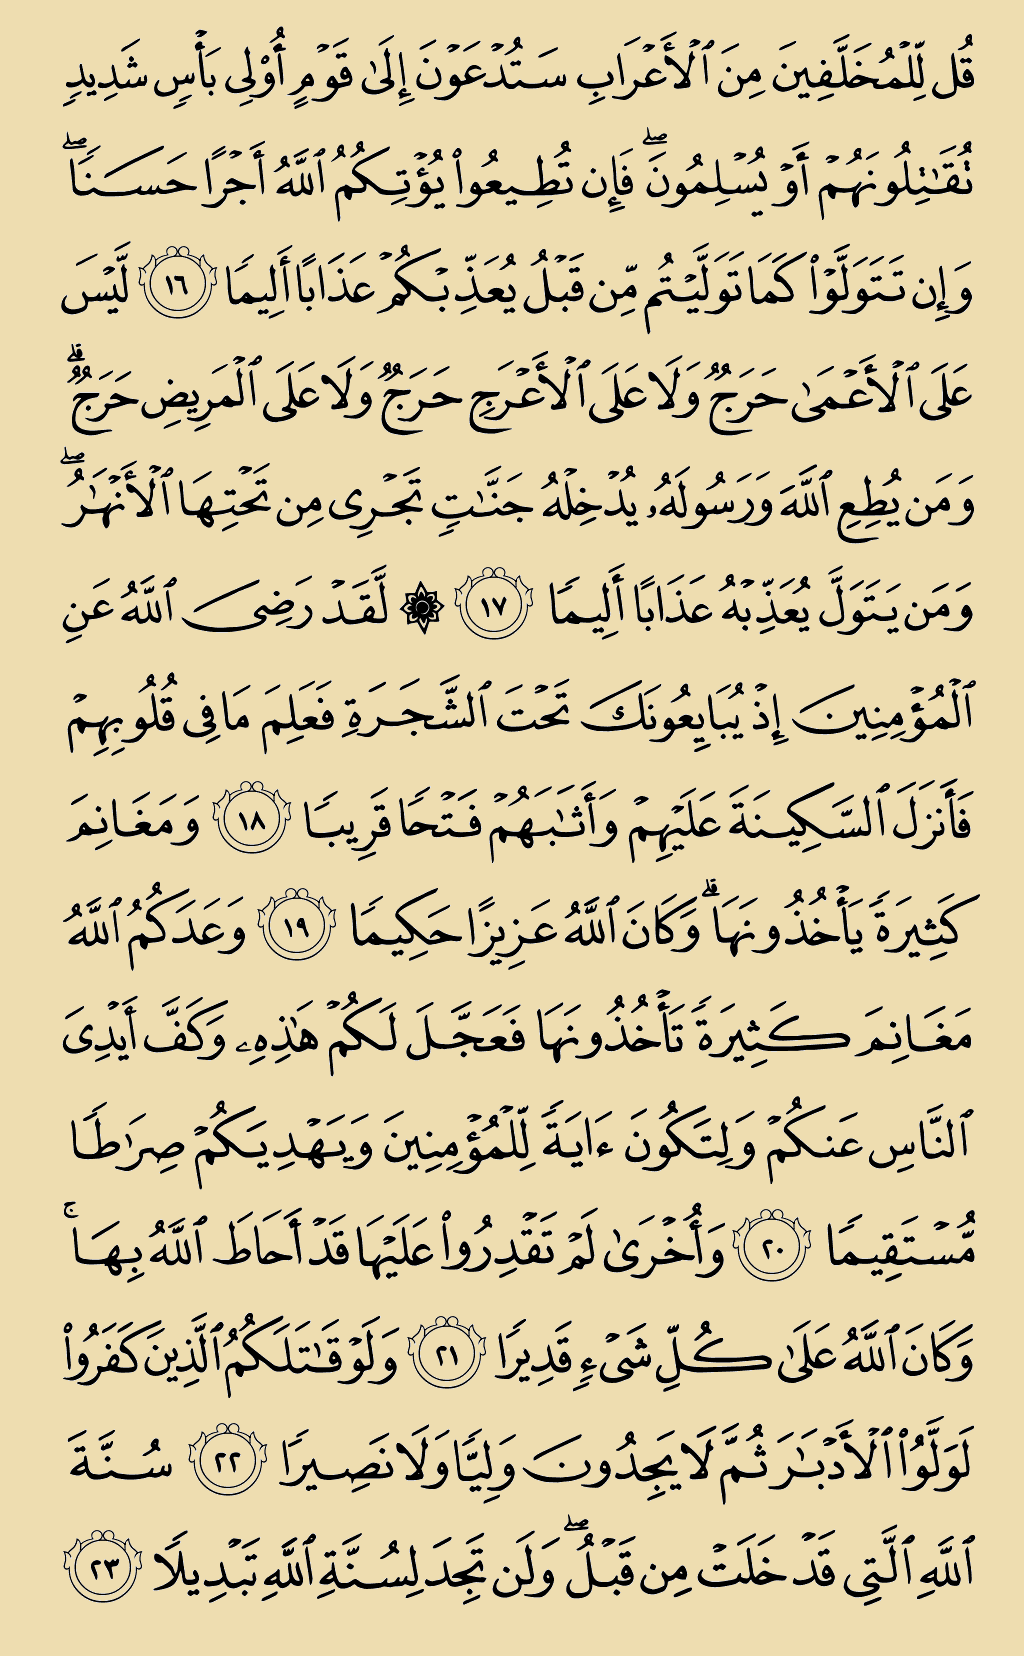 قُل لِّلْمُخَلَّفِينَ مِنَ ٱلْأَعْرَابِ سَتُدْعَوْنَ إِلَىٰ قَوْمٍ أُو۟لِى بَأْسٍ شَدِيدٍ
تُقَـٰتِلُونَهُمْ أَوْ يُسْلِمُونَ ۖ فَإِن تُطِيعُوا۟ يُؤْتِكُمُ ٱللَّهُ أَجْرًا حَسَنًا ۖ
وَإِن تَتَوَلَّوْا۟ كَمَا تَوَلَّيْتُم مِّن قَبْلُ يُعَذِّبْكُمْ عَذَابًا أَلِيمًا ١٦ لَّيْسَ
عَلَى ٱلْأَعْمَىٰ حَرَجٌ وَلَا عَلَى ٱلْأَعْرَجِ حَرَجٌ وَلَا عَلَى ٱلْمَرِيضِ حَرَجٌ ۗ
وَمَن يُطِعِ ٱللَّهَ وَرَسُولَهُۥ يُدْخِلْهُ جَنَّـٰتٍ تَجْرِى مِن تَحْتِهَا ٱلْأَنْهَـٰرُ ۖ
وَمَن يَتَوَلَّ يُعَذِّبْهُ عَذَابًا أَلِيمًا ١٧ ۞ لَّقَدْ رَضِىَ ٱللَّهُ عَنِ
ٱلْمُؤْمِنِينَ إِذْ يُبَايِعُونَكَ تَحْتَ ٱلشَّجَرَةِ فَعَلِمَ مَا فِى قُلُوبِهِمْ
فَأَنزَلَ ٱلسَّكِينَةَ عَلَيْهِمْ وَأَثَـٰبَهُمْ فَتْحًا قَرِيبًا ١٨ وَمَغَانِمَ
كَثِيرَةً يَأْخُذُونَهَا ۗ وَكَانَ ٱللَّهُ عَزِيزًا حَكِيمًا ١٩ وَعَدَكُمُ ٱللَّهُ
مَغَانِمَ كَثِيرَةً تَأْخُذُونَهَا فَعَجَّلَ لَكُمْ هَـٰذِهِۦ وَكَفَّ أَيْدِىَ
ٱلنَّاسِ عَنكُمْ وَلِتَكُونَ ءَايَةً لِّلْمُؤْمِنِينَ وَيَهْدِيَكُمْ صِرَٰطًا
مُّسْتَقِيمًا ٢٠ وَأُخْرَىٰ لَمْ تَقْدِرُوا۟ عَلَيْهَا قَدْ أَحَاطَ ٱللَّهُ بِهَا ۚ
وَكَانَ ٱللَّهُ عَلَىٰ كُلِّ شَىْءٍ قَدِيرًا ٢١ وَلَوْ قَـٰتَلَكُمُ ٱلَّذِينَ كَفَرُوا۟
لَوَلَّوُا۟ ٱلْأَدْبَـٰرَ ثُمَّ لَا يَجِدُونَ وَلِيًّا وَلَا نَصِيرًا ٢٢ سُنَّةَ
ٱللَّهِ ٱلَّتِى قَدْ خَلَتْ مِن قَبْلُ ۖ وَلَن تَجِدَ لِسُنَّةِ ٱللَّهِ تَبْدِيلًا ٢٣